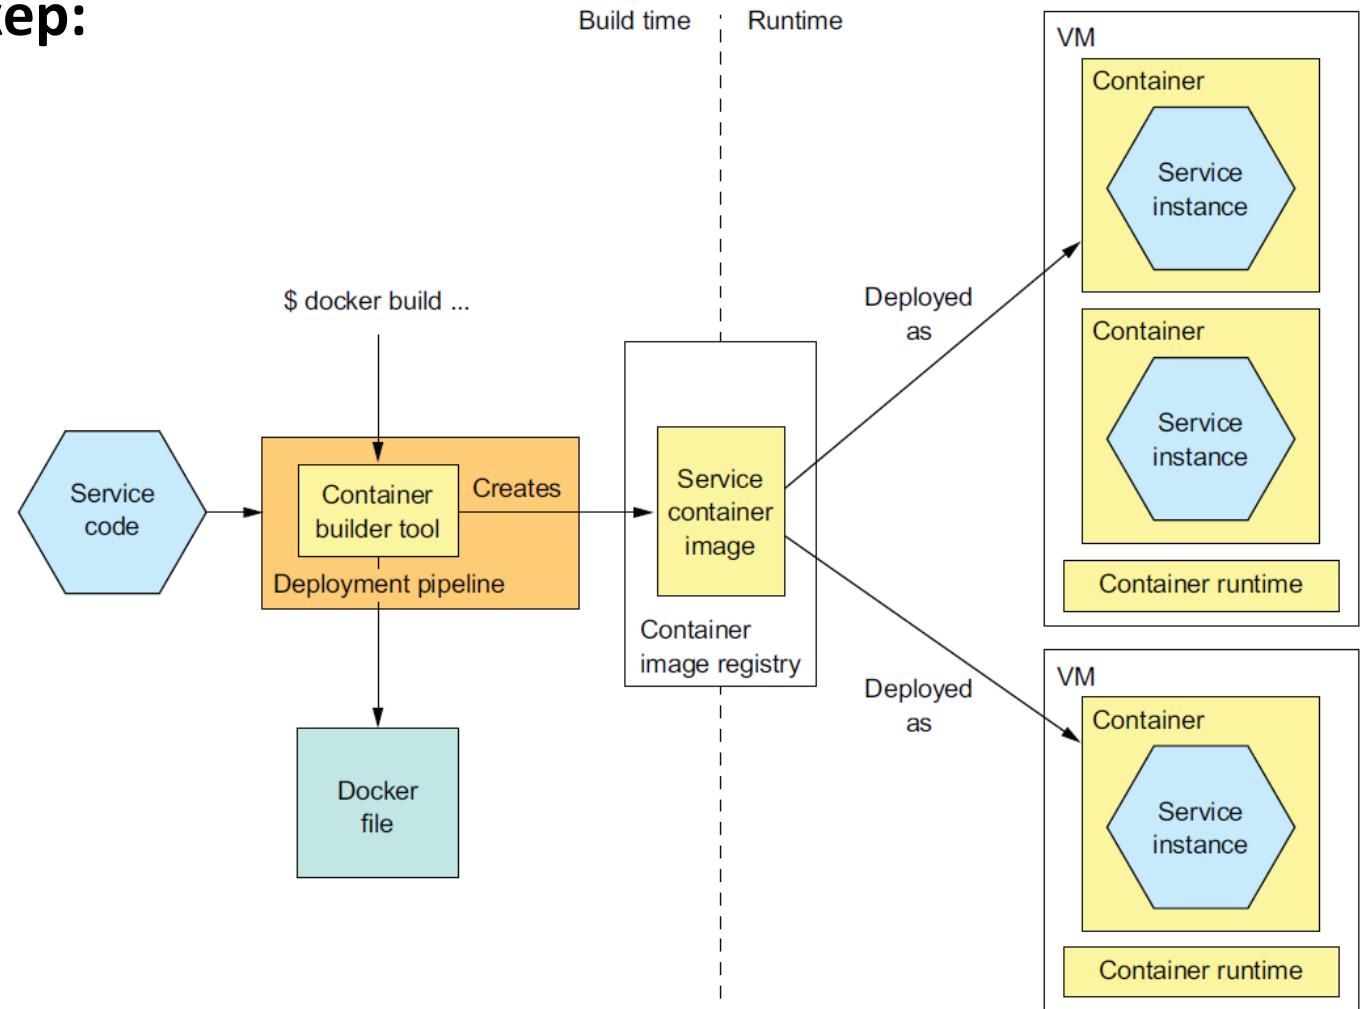 Build time
Runtime
$ docker build ...
Service
code
Container
builder tool
Creates
Deployment pipeline
Docker
file
Service
container
image
Container
image registry
Deployed
as
Deployed
as
VM
Container
Service
instance
Container
Service
instance
Container runtime
VM
Container
Service
instance
Container runtime